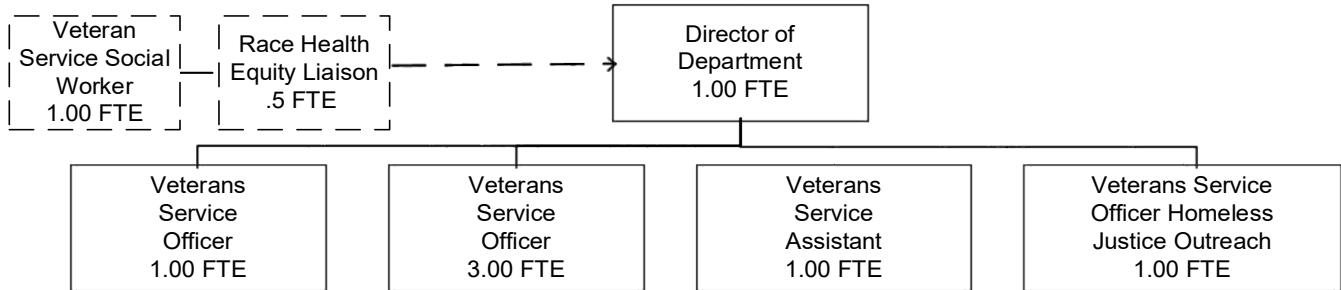 Veteran
Service Social
Worker
1.00 FTE
Race Health
Equity Liaison
.5 FTE
Director of
Department
1.00 FTE
Veterans
Service
Officer
1.00 FTE
Veterans
Service
Officer
3.00 FTE
Veterans
Service
Assistant
1.00 FTE
Veterans Service
Officer Homeless
Justice Outreach
1.00 FTE